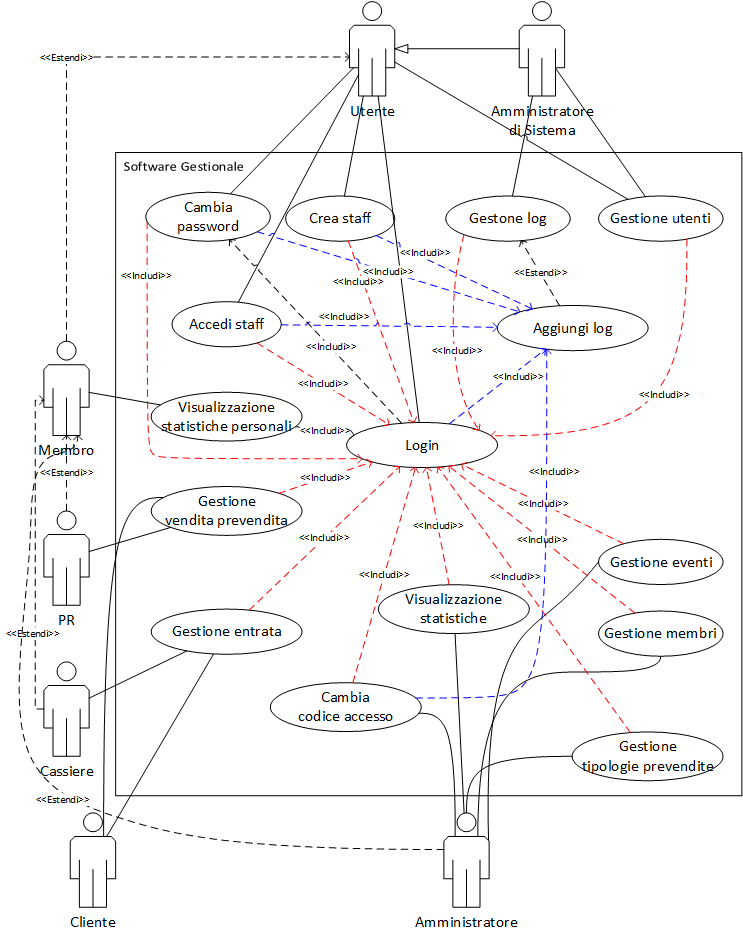 <<Estendi>>
Utente
Amministratore
di Sistema
Software Gestionale
Cambia
password
Crea staff
Gestone log
Gestione utenti
<<Includi>>
<<Includi>>
<<Includi>>
<<Includi>>
<<Estendi>>
Accedi staff
<<Includi>>
Aggiungi log
<<Includi>>
<<Includi>>
<<Includi>>
<<Includi>>
<<Includi>>
Visualizzazione
statistiche personali
<<Includi>>
Membro
Login
<<Estendi>>
<<Includi>>
<<Includi>>
Gestione
vendita prevendita
<<Includi>>
<<Includi>>
<<Includi>>
<<Includi>>
Gestione eventi
<<Includi>>
<<Includi>>
PR
Visualizzazione
statistiche
<<Estendi>>
Gestione entrata
Gestione membri
Cambia
codice accesso
Gestione
tipologie prevendite
Cassiere
<<Estendi>>
Cliente
Amministratore